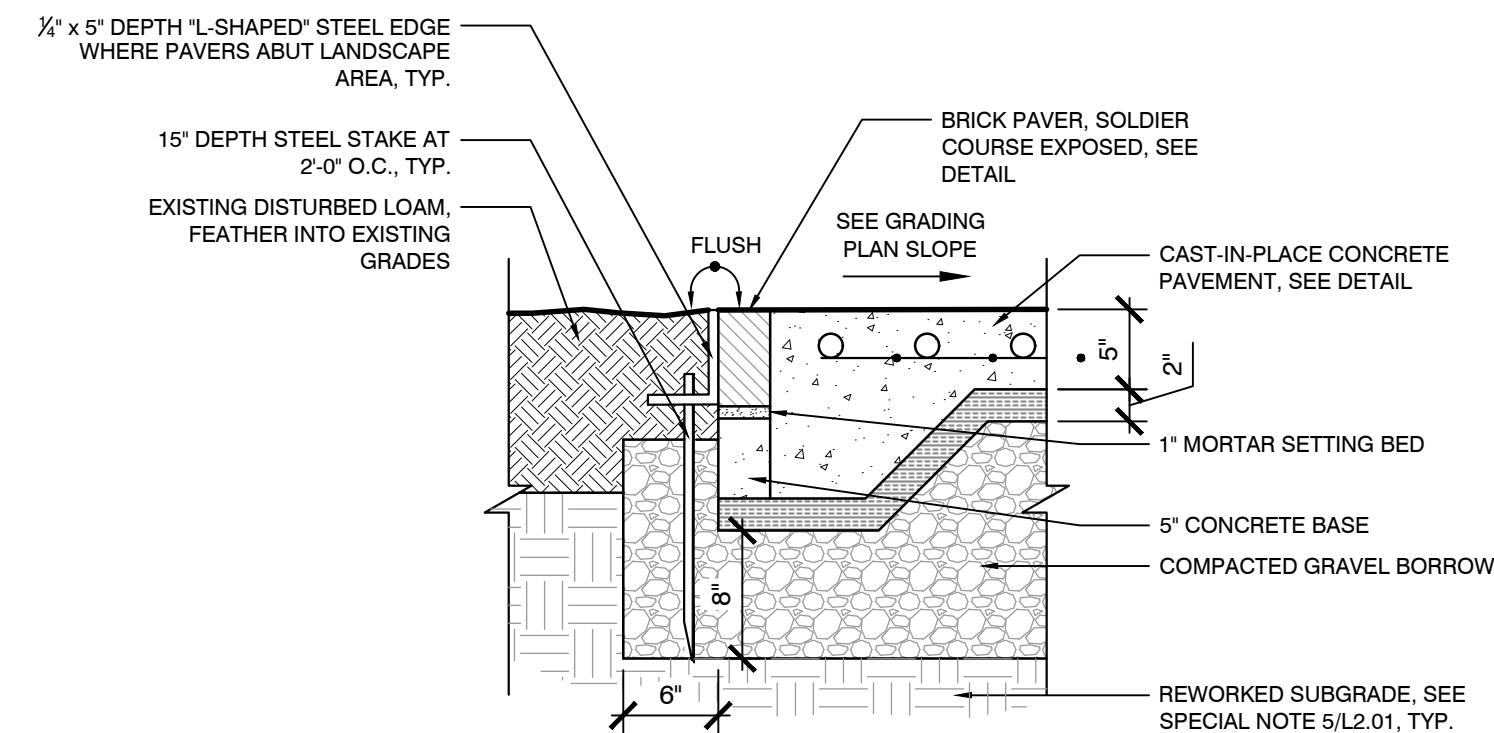 ¼" x 5" DEPTH "L-SHAPED" STEEL EDGE
WHERE PAVERS ABUT LANDSCAPE
AREA, TYP.
15" DEPTH STEEL STAKE AT
2'-0" O.C., TYP.
EXISTING DISTURBED LOAM,
FEATHER INTO EXISTING
GRADES
FLUSH
BRICK PAVER, SOLDIER
COURSE EXPOSED, SEE
DETAIL
SEE GRADING
PLAN SLOPE
CAST-IN-PLACE CONCRETE
PAVEMENT, SEE DETAIL
5"
2"
1" MORTAR SETTING BED
5" CONCRETE BASE
COMPACTED GRAVEL BORROW
8"
6"
REWORKED SUBGRADE, SEE
SPECIAL NOTE 5/L2.01, TYP.